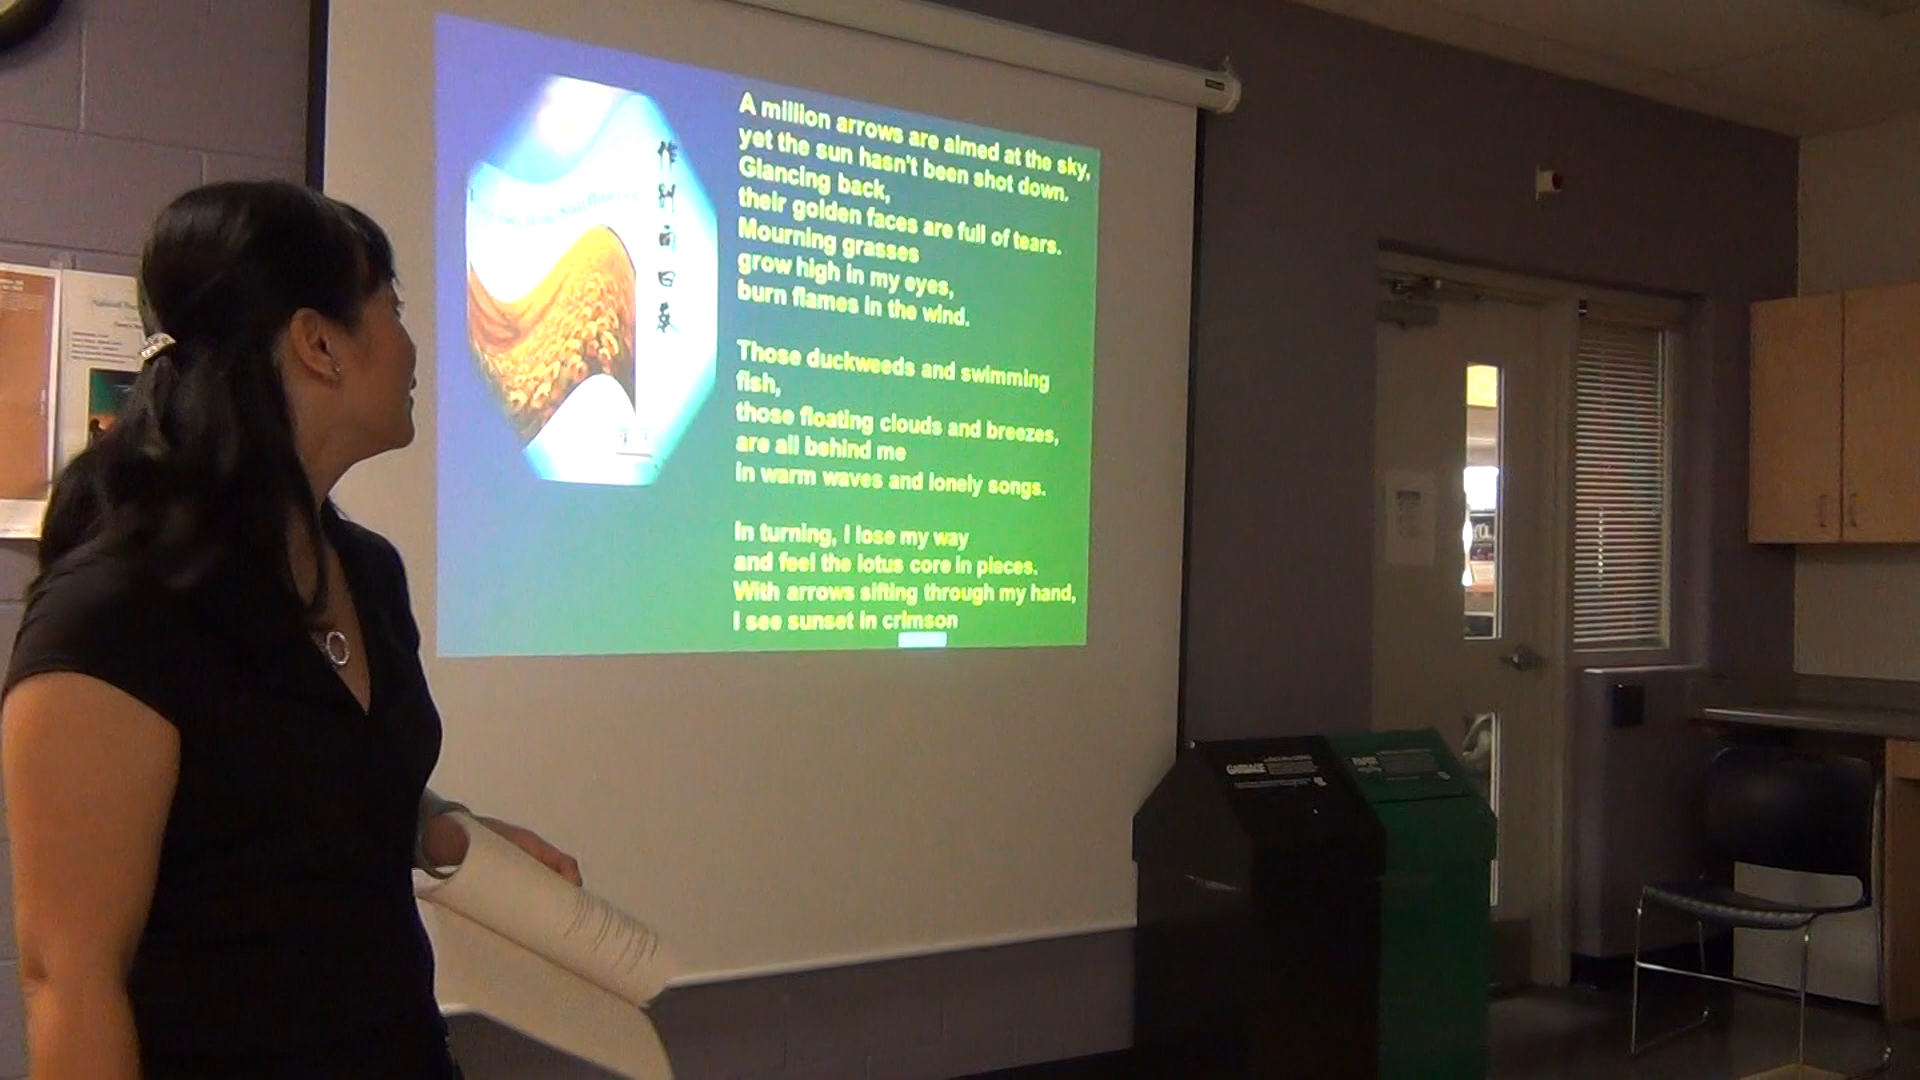 A million arrows are aimed at the sky,
yet the sun hasn't been shot down.
Glancing back,
their golden faces are full of tears.
Mourning grasses
grow high in my eyes,
burn flames in the wind.
Those duckweeds and swimming
fish,
those floating clouds and breezes,
are all behind me
in warm waves and lonely songs.
In turning, I lose my way
and feel the lotus core in pieces.
With arrows sifting through my hand,
I see sunset in crimson
GARBAGE
PAPER